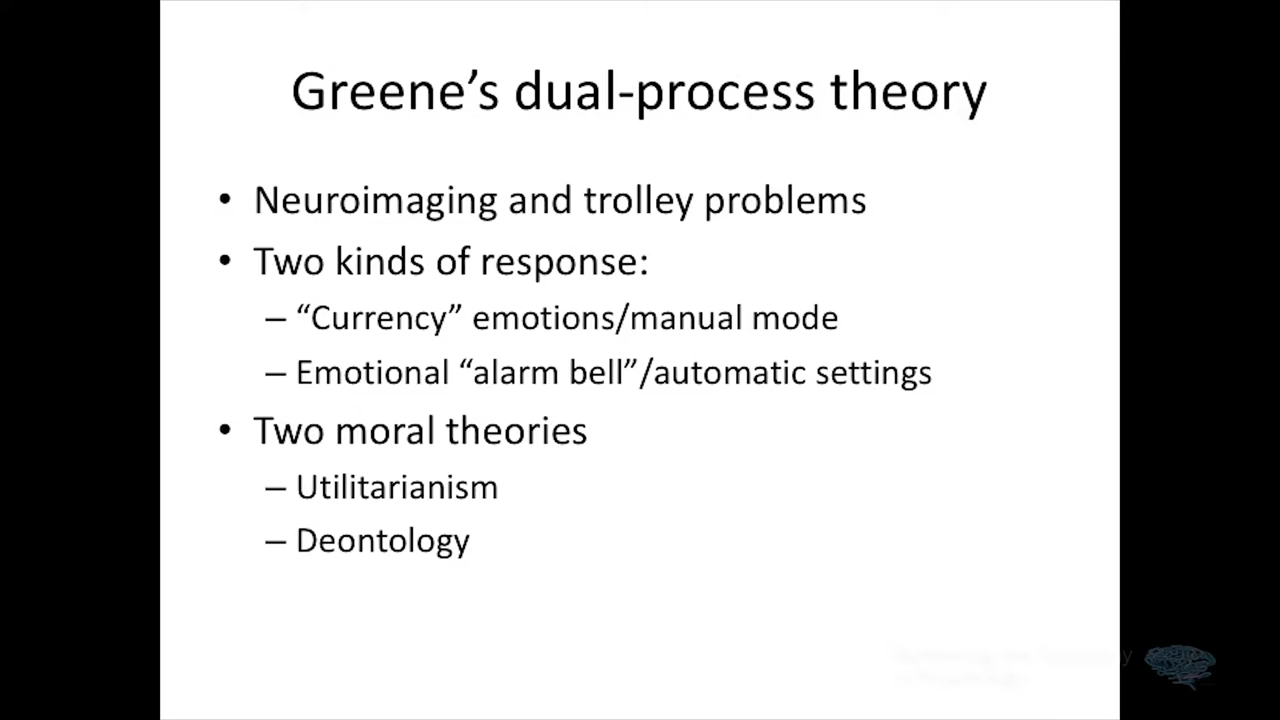 Greene’s dual-process theory
• Neuroimaging and trolley problems
• Two kinds of response:
– “Currency” emotions/manual mode
– Emotional “alarm bell”/automatic settings
• Two moral theories
– Utilitarianism
– Deontology